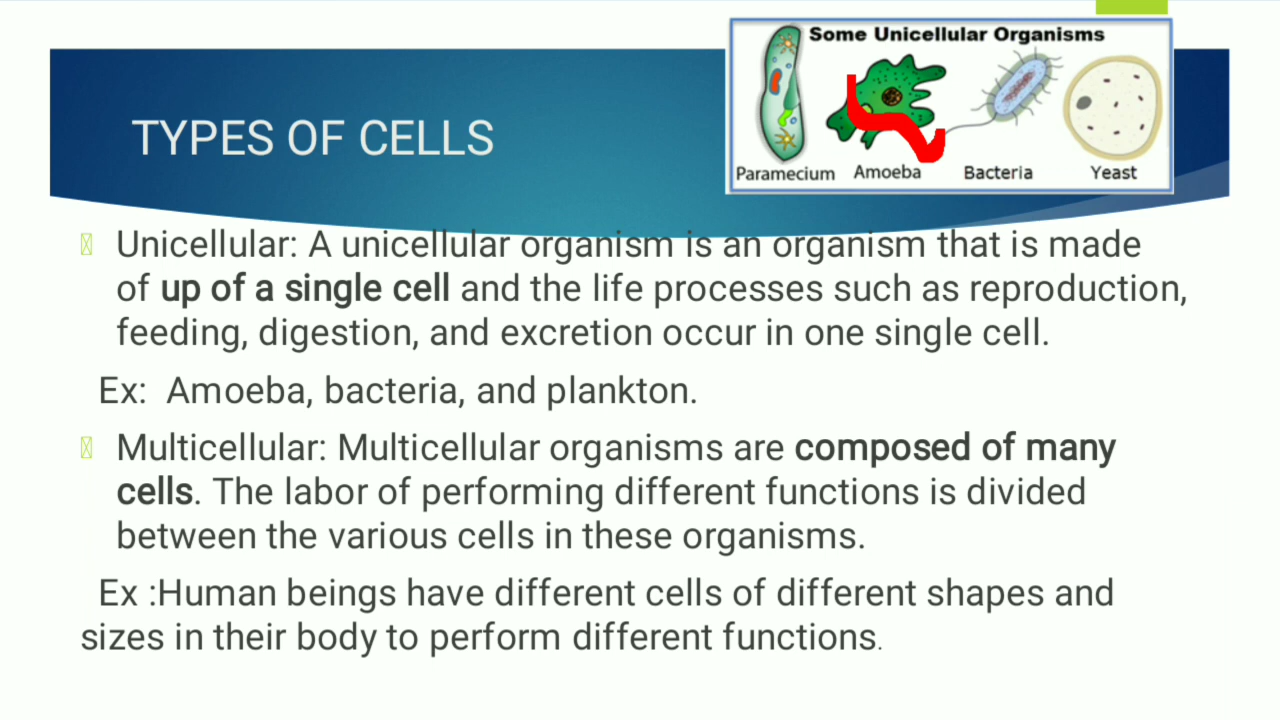 Some Unicellular Organisms
Paramecium Amoeba Bacteria Yeast
TYPES OF CELLS
Unicellular: A unicellular organism is an organism that is made
of up of a single cell and the life processes such as reproduction,
feeding, digestion, and excretion occur in one single cell.
Ex: Amoeba, bacteria, and plankton.
Multicellular: Multicellular organisms are composed of many
cells. The labor of performing different functions is divided
between the various cells in these organisms.
Ex :Human beings have different cells of different shapes and
sizes in their body to perform different functions.